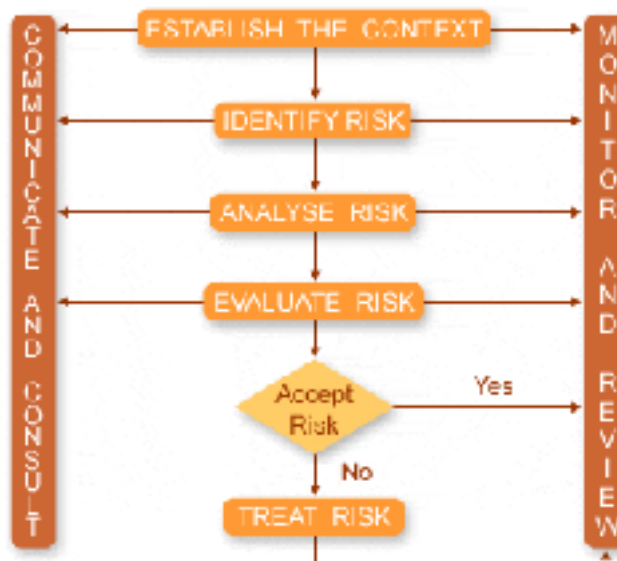 ESTABLISH THE CONTEXT
IDENTIFY RISK
ANALYSE RISK
EVALUATE RISK
Accept
Risk
Yes
No
TREAT RISK
COMMUNICATE AND CONSULT
MONITOR AND REVIEW